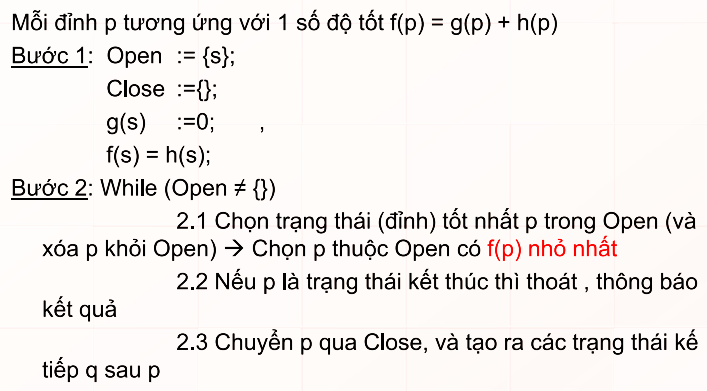 Mỗi đỉnh p tương ứng với 1 số độ tốt f(p) = g(p) + h(p)
Bước 1: Open := {s};
Close :={};
g(s) :=0; ,
f(s) = h(s);
Bước 2: While (Open ≠ {})
2.1 Chọn trạng thái (đỉnh) tốt nhất p trong Open (và
xóa p khỏi Open) → Chọn p thuộc Open có f(p) nhỏ nhất
2.2 Nếu p là trạng thái kết thúc thì thoát , thông báo
kết quả
2.3 Chuyển p qua Close, và tạo ra các trạng thái kế
tiếp q sau p